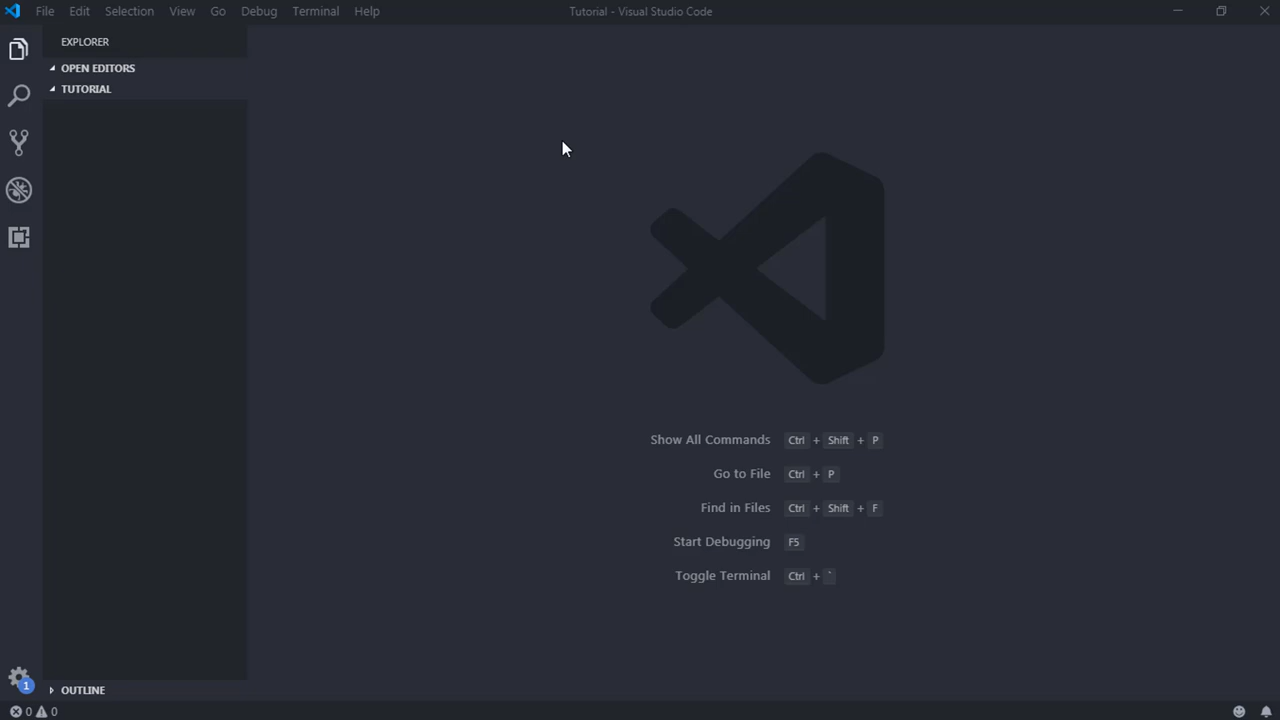 File Edit Selection View Go Debug Terminal Help
Tutorial - Visual Studio Code
EXPLORER
OPEN EDITORS
TUTORIAL
Show All Commands Ctrl + Shift + P
Go to File Ctrl + P
Find in Files Ctrl + Shift + F
Start Debugging F5
Toggle Terminal Ctrl + `
1
OUTLINE
0 0